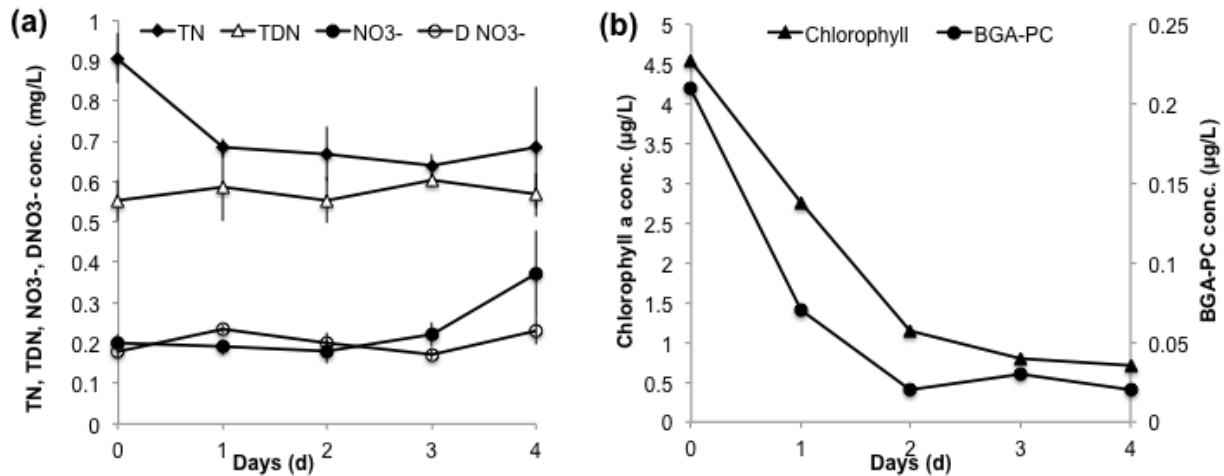 (a)
TN TDN NO3- D NO3-
TN, TDN, NO3-, DNO3- conc. (mg/L)
1
0.9
0.8
0.7
0.6
0.5
0.4
0.3
0.2
0.1
0
0 1 2 3 4
Days (d)
(b)
Chlorophyll BGA-PC
Chlorophyll a conc. (µg/L)
5
4.5
4
3.5
3
2.5
2
1.5
1
0.5
0
0 1 2 3 4
Days (d)
0.25
0.2
0.15
0.1
0.05
0
BGA-PC conc. (µg/L)